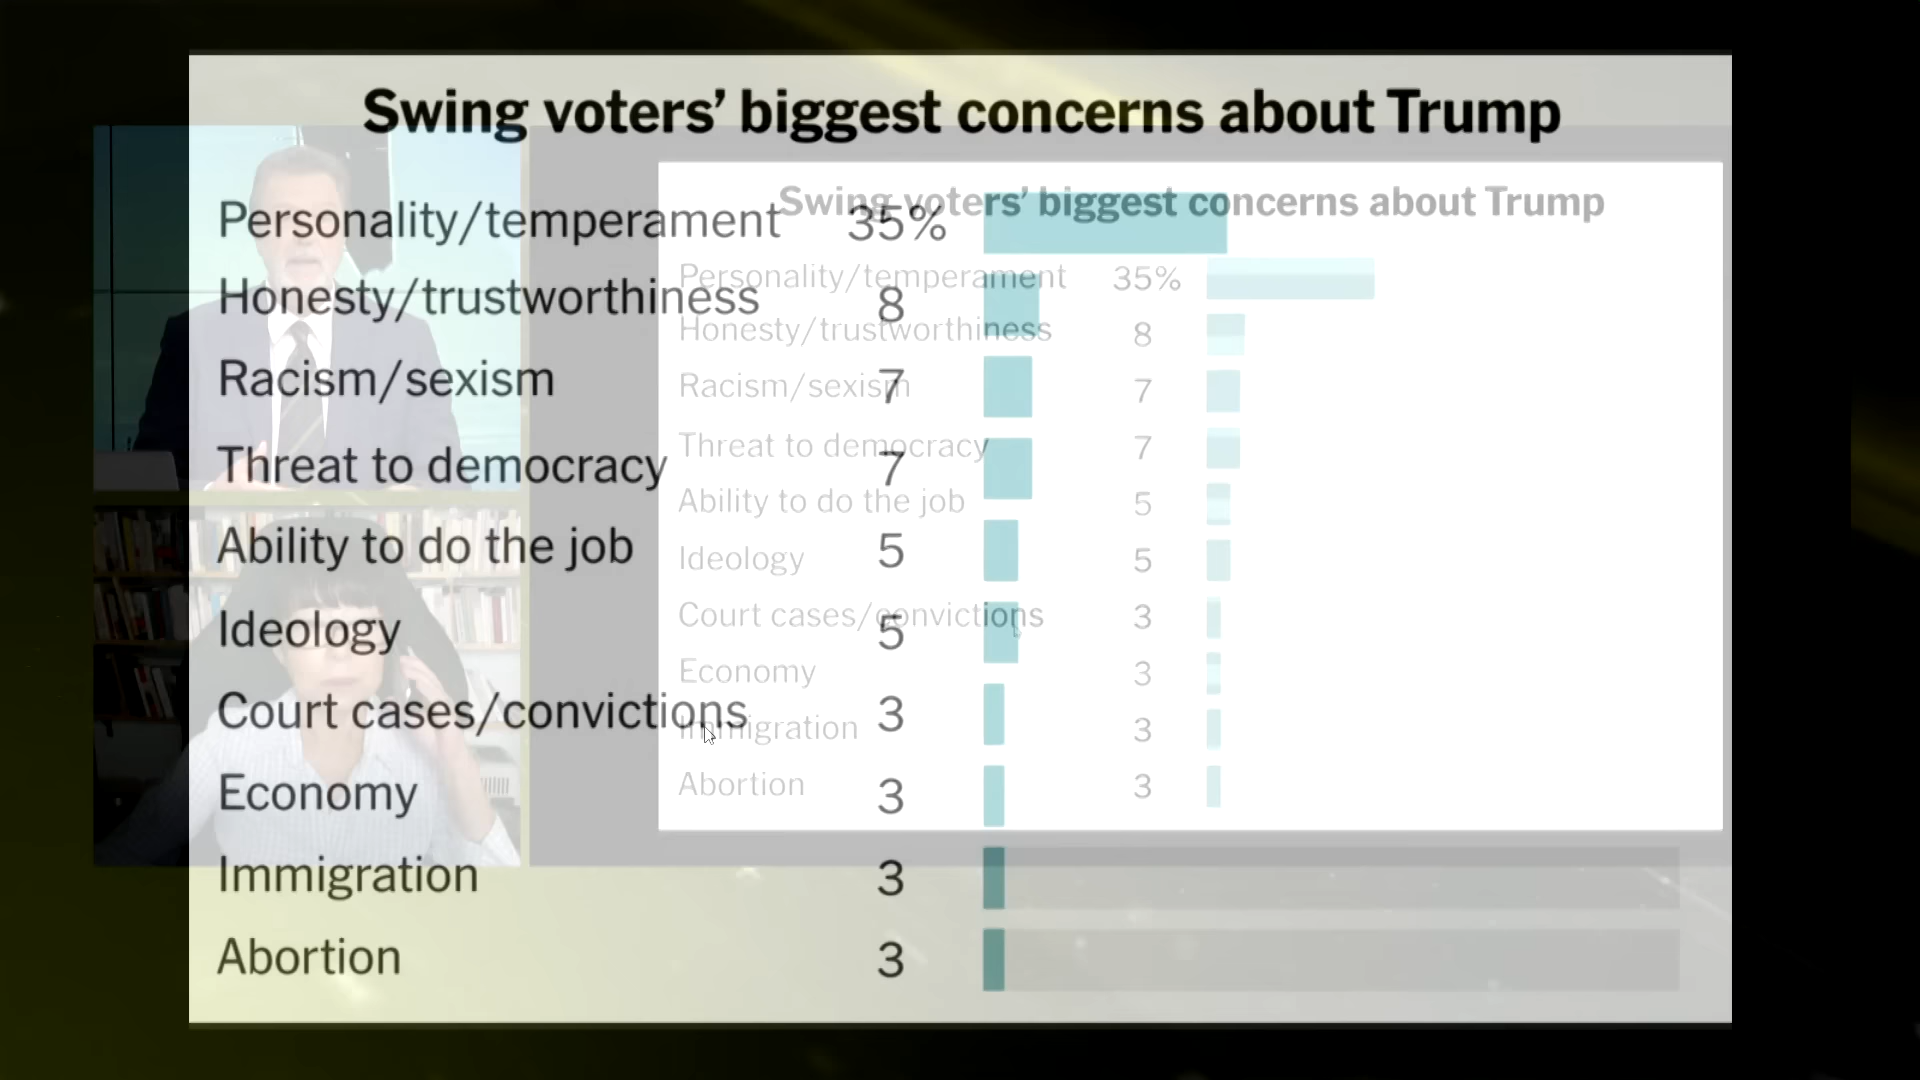 Swing voters’ biggest concerns about Trump
Personality/temperament 35%
Honesty/trustworthiness 8
Racism/sexism 7
Threat to democracy 7
Ability to do the job 5
Ideology 5
Court cases/convictions 3
Economy 3
Immigration 3
Abortion 3
Swing voters’ biggest concerns about Trump
Personality/temperament 35%
Honesty/trustworthiness 8
Racism/sexism 7
Threat to democracy 7
Ability to do the job 5
Ideology 5
Court cases/convictions 3
Economy 3
Immigration 3
Abortion 3